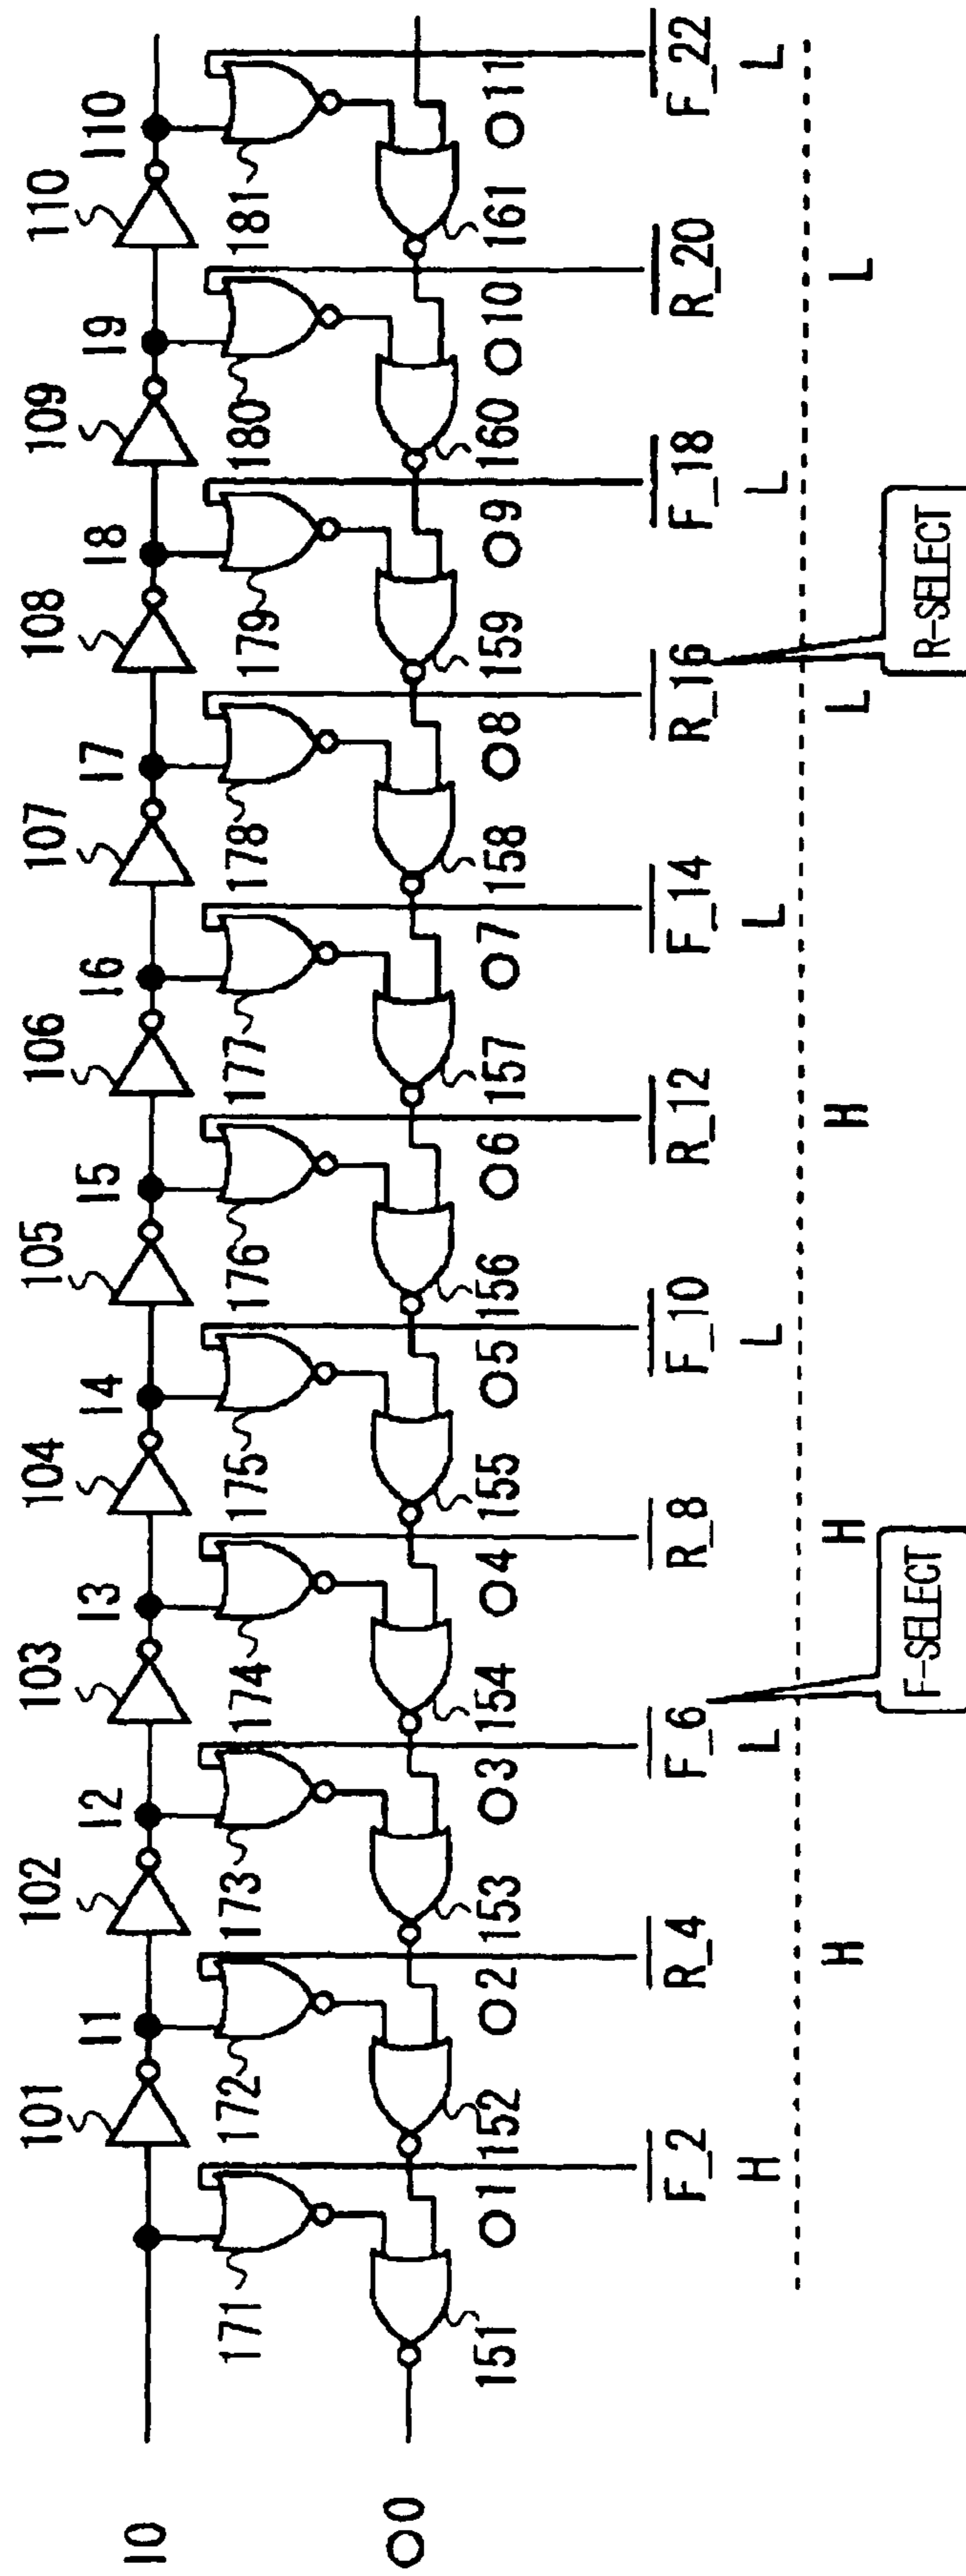 101 102 103 104 105 106 107 108 109 110
I0 I1 I2 I3 I4 I5 I6 I7 I8 I9 I10
171 172 173 174 175 176 177 178 179 180 181
O0 O1 O2 O3 O4 O5 O6 O7 O8 O9 O10 O11
151 152 153 154 155 156 157 158 159 160 161
F_2 R_4 F_6 R_8 F_10 R_12 F_14 R_16 F_18 R_20 F_22
H L L L L L
H H H L L
F-SELECT R-SELECT